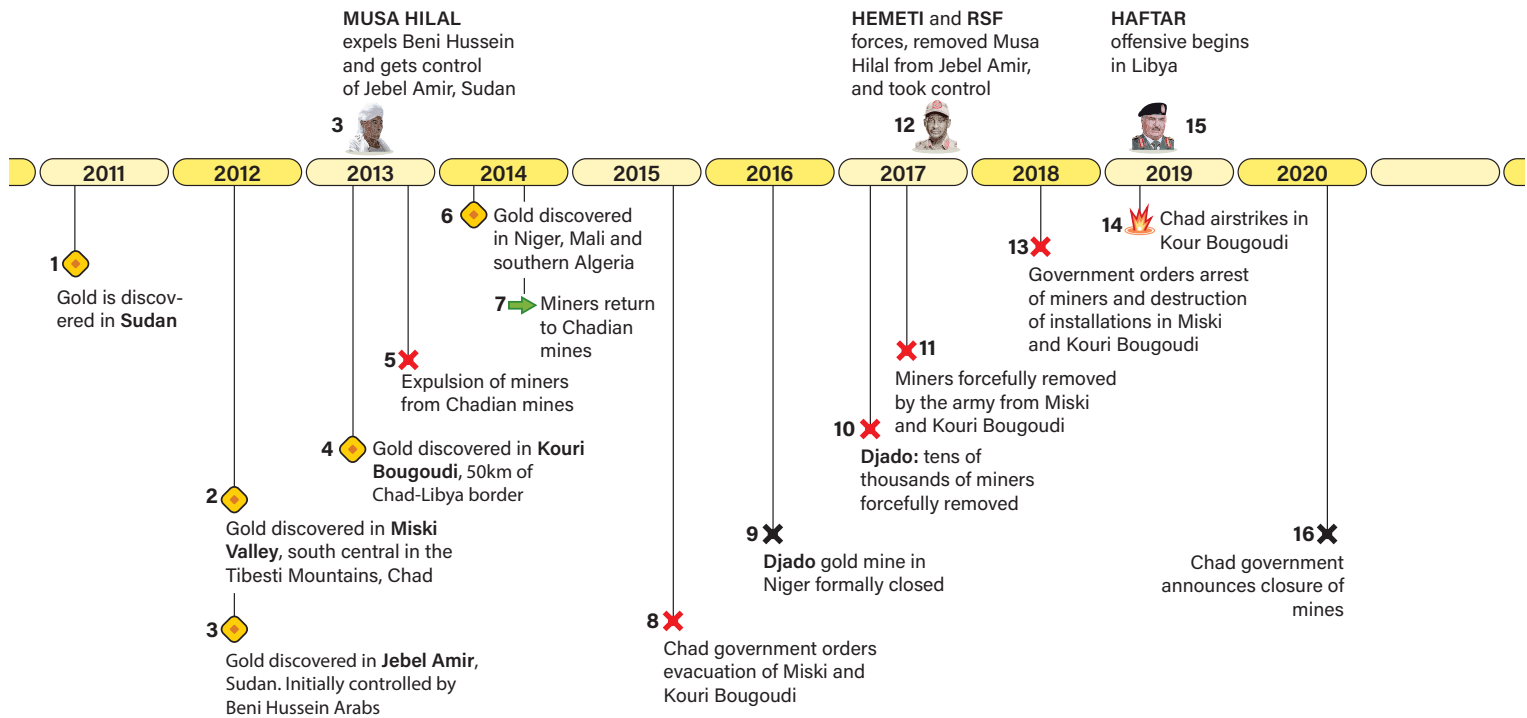 MUSA HILAL
expels Beni Hussein
and gets control
of Jebel Amir, Sudan
3
HEMETI and RSF
forces, removed Musa
Hilal from Jebel Amir,
and took control
12
HAFTAR
offensive begins
in Libya
15
2011
2012
2013
2014
2015
2016
2017
2018
2019
2020
1
Gold is discov-
ered in Sudan
2
Gold discovered in Miski
Valley, south central in the
Tibesti Mountains, Chad
3
Gold discovered in Jebel Amir,
Sudan. Initially controlled by
Beni Hussein Arabs
4
Gold discovered in Kouri
Bougoudi, 50km of
Chad-Libya border
5
Expulsion of miners
from Chadian mines
6
Gold discovered
in Niger, Mali and
southern Algeria
7
Miners return
to Chadian
mines
8
Chad government orders
evacuation of Miski and
Kouri Bougoudi
9
Djado gold mine in
Niger formally closed
10
Djado: tens of
thousands of miners
forcefully removed
11
Miners forcefully removed
by the army from Miski
and Kouri Bougoudi
13
Government orders arrest
of miners and destruction
of installations in Miski
and Kouri Bougoudi
14
Chad airstrikes in
Kour Bougoudi
16
Chad government
announces closure of
mines